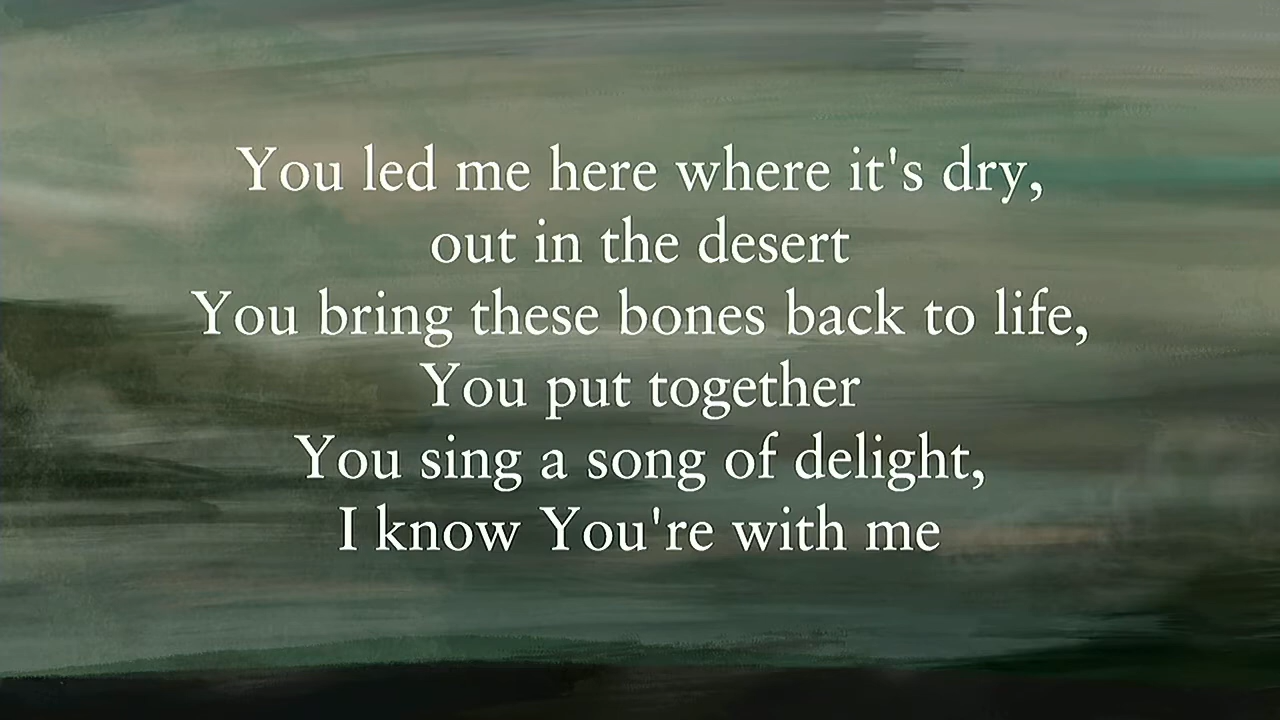 You led me here where it's dry,
out in the desert
You bring these bones back to life,
You put together
You sing a song of delight,
I know You're with me